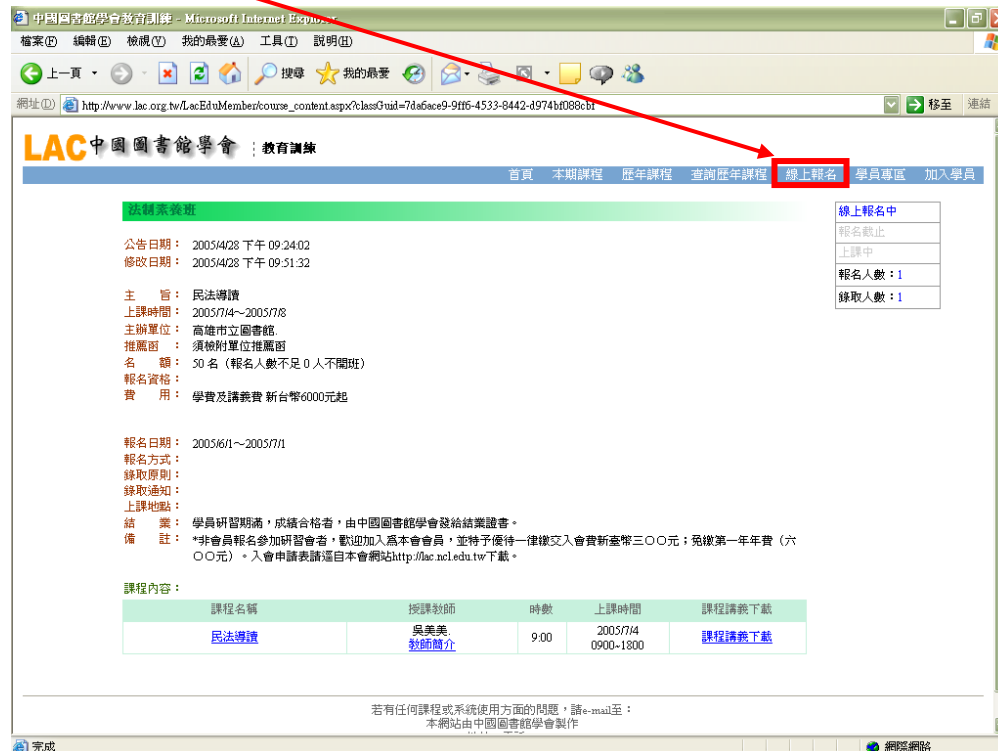 中國圖書館學會教育訓練 - Microsoft Internet Explorer
檔案(F) 編輯(E) 檢視(V) 我的最愛(A) 工具(T) 說明(H)
上一頁 搜尋 我的最愛
網址(D) http://www.lac.org.tw/LacEduMember/course_content.aspx?classGuid=7da6ace9-9ff6-4533-8442-d974bf088cbf 移至 連結
LAC中國圖書館學會 教育訓練
首頁 本期課程 歷年課程 查詢歷年課程 線上報名 學員專區 加入學員
法制素養班
線上報名中
報名截止
上課中
報名人數：1
錄取人數：1
公告日期： 2005/4/28 下午 09:24:02
修改日期： 2005/4/28 下午 09:51:32
主 旨： 民法導讀
上課時間： 2005/7/4~2005/7/8
主辦單位： 高雄市立圖書館.
推薦函 ： 須檢附單位推薦函
名 額： 50 名（報名人數不足 0 人不開班）
報名資格：
費 用： 學費及講義費 新台幣6000元起
報名日期： 2005/6/1～2005/7/1
報名方式：
錄取原則：
錄取通知：
上課地點：
結 業： 學員研習期滿，成績合格者，由中國圖書館學會發給結業證書。
備 註： *非會員報名參加研習會者，歡迎加入為本會會員，並特予優待一律繳交入會費新臺幣三○○元；免繳第一年年費（六
○○元）。入會申請表請逕自本會網站http://lac.ncl.edu.tw下載。
課程內容：
課程名稱 授課教師 時數 上課時間 課程講義下載
民法導讀 吳美美. 9:00 2005/7/4 課程講義下載
教師簡介 0900~1800
若有任何課程或系統使用方面的問題，請e-mail至：
本網站由中國圖書館學會製作
完成 網際網路